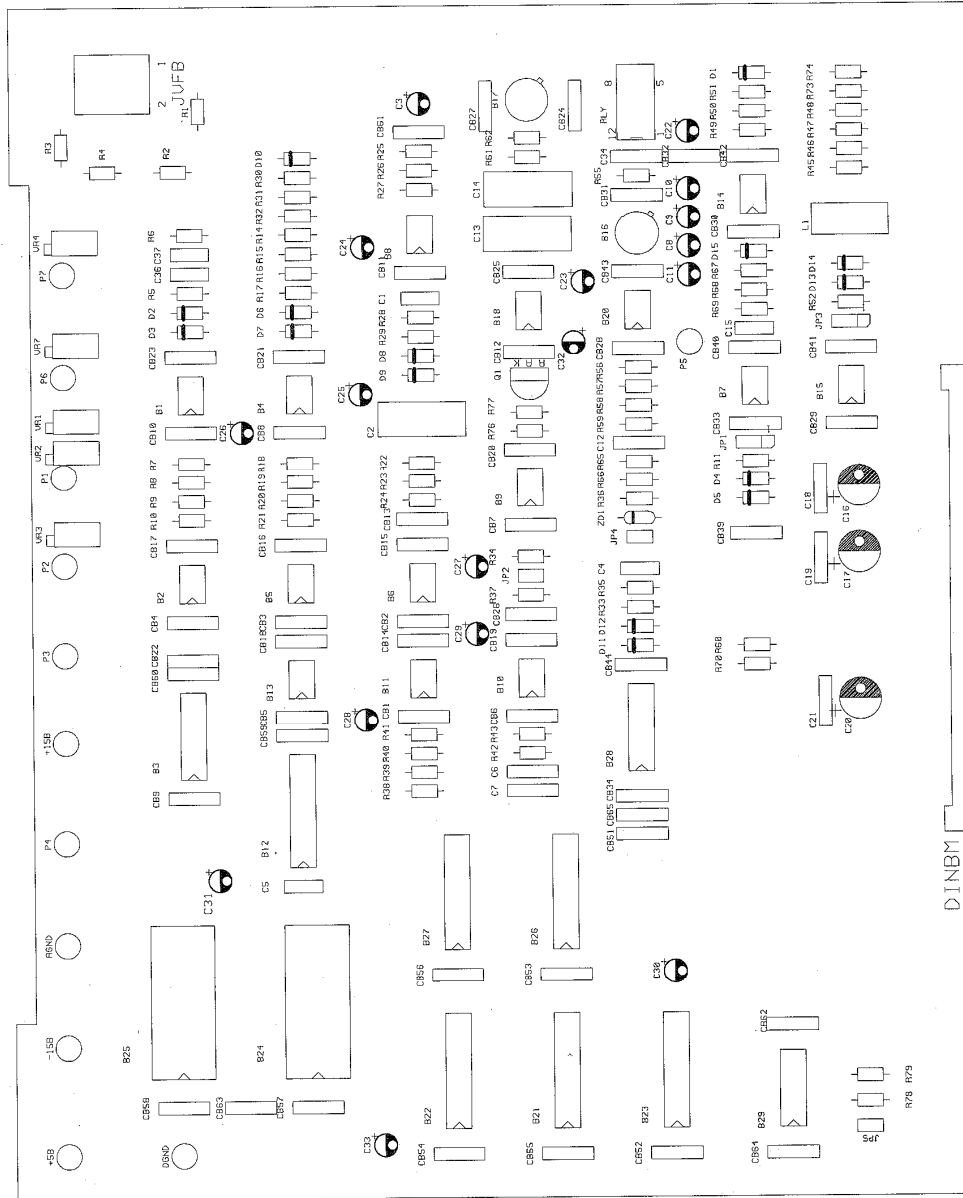 1
2
JVFB
R1
R3
R4
R2
VR4
P7
VR7
P6
VR1
VR2
P1
VR3
P2
P3
+15B
P4
AGND
-15B
+5B
DGND
R6
C37
C36
R5
D2
D3
CB23
B1
CB10
C26
R7
R8
R9
R10
CB17
B2
CB4
CB22
CB60
B3
CB9
C31
B25
CB58
CB63
D10
R30
R31
R32
R14
R15
R16
R17
D6
D7
CB21
B4
CB8
R18
R19
R20
R21
CB16
B5
CB3
CB18
B13
CB5
CB59
B12
C5
B24
CB57
C3
CB61
R25
R26
R27
C24
B8
CB11
C1
R28
R29
D8
D9
C25
C2
R22
R23
R24
CB13
CB15
B6
CB2
CB14
B11
CB1
C28
R41
R40
R39
R38
C27
C29
B27
CB56
B22
CB54
C33
CB27
B17
CB24
R62
R61
C14
C13
CB25
C23
B18
CB12
C32
Q1
R77
R76
CB20
B9
CB7
R34
JP2
R37
CB26
CB19
B10
CB6
R43
R42
C6
C7
B26
CB53
B21
CB55
8
RLY
5
12
1
C34
CB32
CB42
C22
R55
CB31
C10
B16
C9
C8
C11
CB43
B20
CB28
P5
R56
R57
R58
R59
C12
R65
R66
R36
ZD1
JP4
C4
R35
R33
D12
D11
CB44
B28
CB34
CB65
CB51
C30
B23
CB52
D1
R51
R50
R49
B14
CB30
D15
R67
R68
R69
C15
CB40
B7
CB33
JP1
R11
D4
D5
CB39
R60
R70
CB62
B29
CB64
R74
R73
R48
R47
R46
R45
L1
D14
D13
R52
JP3
CB41
B15
CB29
C18
C16
C19
C17
C21
C20
DINBM
R79
R78
JP5